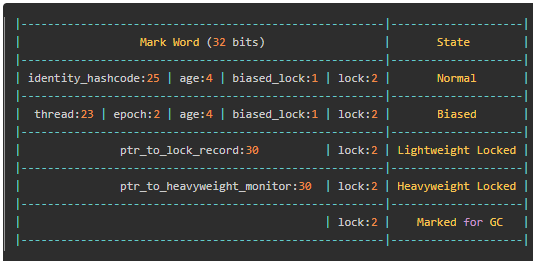 |-------------------------------------------------------|--------------------|
|                  Mark Word (32 bits)                  |       State        |
|-------------------------------------------------------|--------------------|
| identity_hashcode:25 | age:4 | biased_lock:1 | lock:2 |       Normal       |
|-------------------------------------------------------|--------------------|
|  thread:23 | epoch:2 | age:4 | biased_lock:1 | lock:2 |       Biased       |
|-------------------------------------------------------|--------------------|
|               ptr_to_lock_record:30          | lock:2 | Lightweight Locked |
|-------------------------------------------------------|--------------------|
|               ptr_to_heavyweight_monitor:30  | lock:2 | Heavyweight Locked |
|-------------------------------------------------------|--------------------|
|                                              | lock:2 |    Marked for GC   |
|-------------------------------------------------------|--------------------|